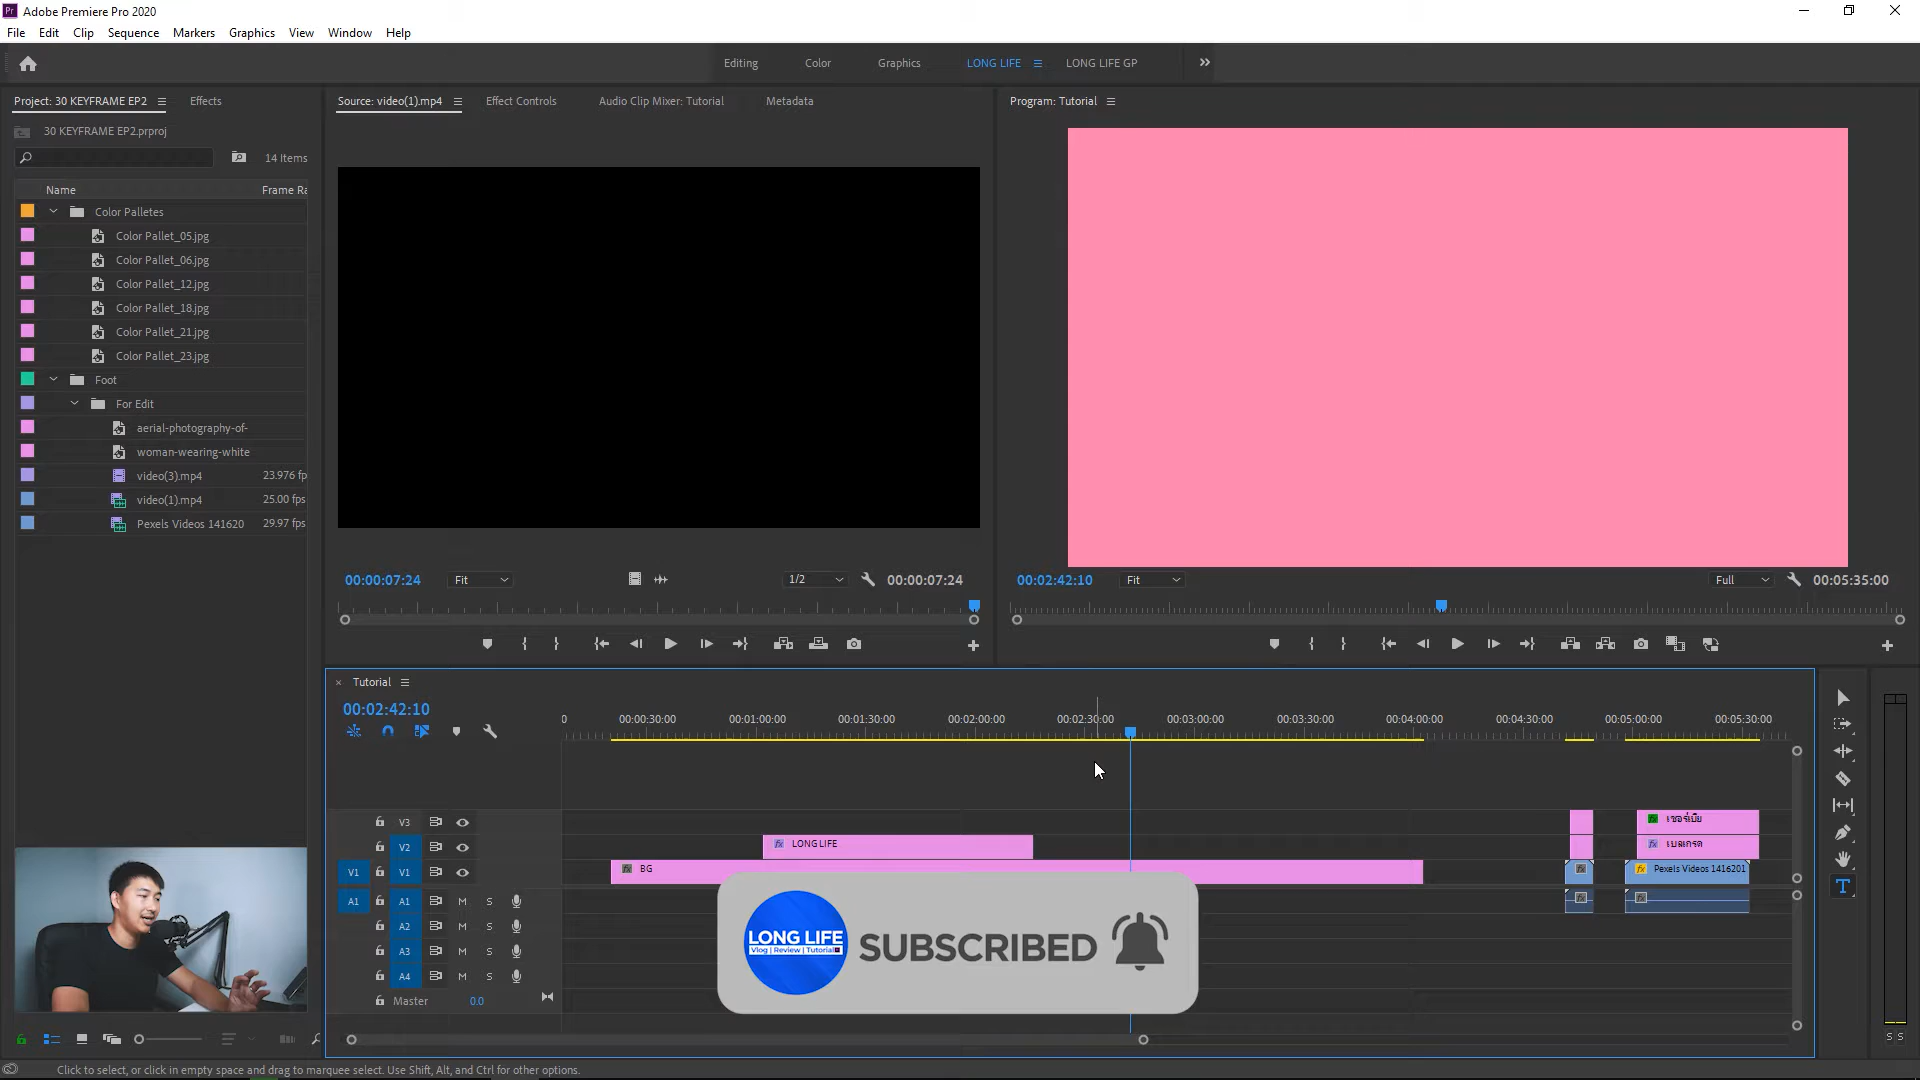 Pr Adobe Premiere Pro 2020
File Edit Clip Sequence Markers Graphics View Window Help
Editing Color Graphics LONG LIFE LONG LIFE GP
Project: 30 KEYFRAME EP2 Effects
30 KEYFRAME EP2.prproj
14 Items
Name Frame Ra
Color Palletes
Color Pallet_05.jpg
Color Pallet_06.jpg
Color Pallet_12.jpg
Color Pallet_18.jpg
Color Pallet_21.jpg
Color Pallet_23.jpg
Foot
For Edit
aerial-photography-of-
woman-wearing-white
video(3).mp4 23.976 fp
video(1).mp4 25.00 fps
Pexels Videos 141620 29.97 fps
Source: video(1).mp4 Effect Controls Audio Clip Mixer: Tutorial Metadata
00:00:07:24 Fit 1/2 00:00:07:24
Program: Tutorial
00:02:42:10 Fit Full 00:05:35:00
× Tutorial
00:02:42:10
0 00:00:30:00 00:01:00:00 00:01:30:00 00:02:00:00 00:02:30:00 00:03:00:00 00:03:30:00 00:04:00:00 00:04:30:00 00:05:00:00 00:05:30:00
V3 fx เชอร์เบีย
V2 fx LONG LIFE fx เบลเกรด
V1 V1 fx BG fx fx Pexels Videos 1416201
A1 A1 M S fx fx
A2 M S
A3 M S
A4 M S
Master 0.0
LONG LIFE
Vlog | Review | Tutorial
SUBSCRIBED
T
S S
Click to select, or click in empty space and drag to marquee select. Use Shift, Alt, and Ctrl for other options.